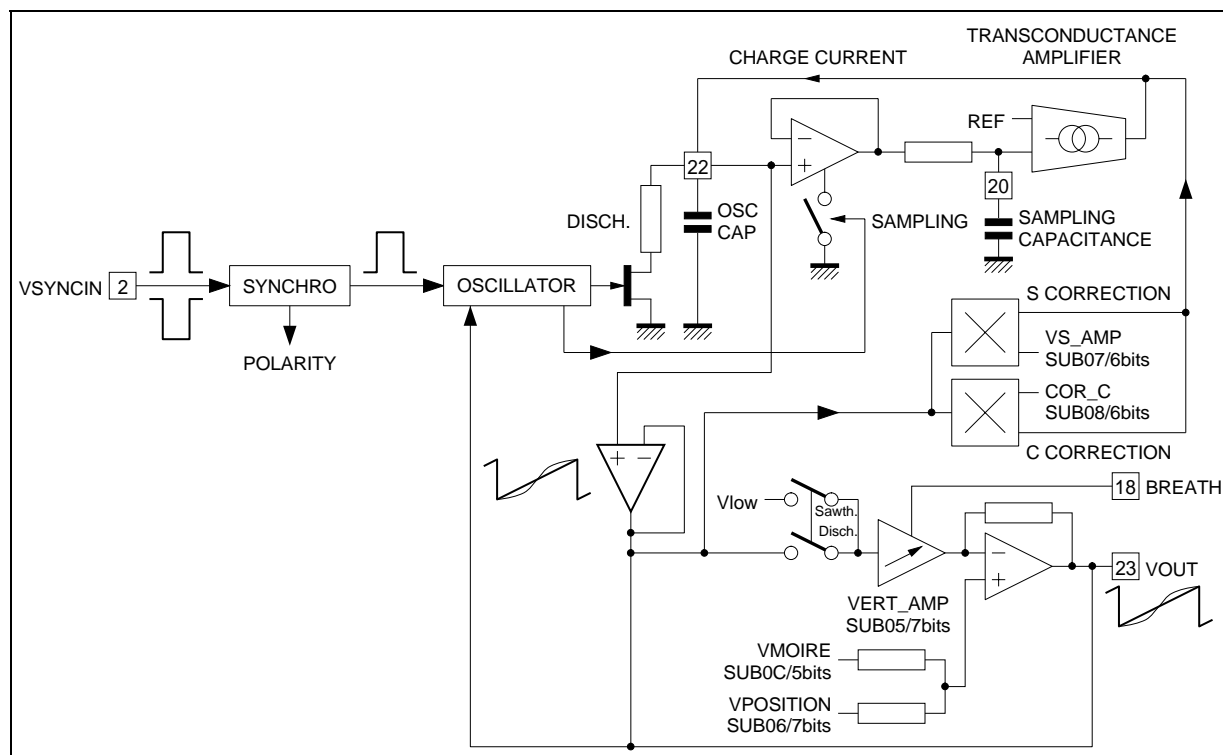 TRANSCONDUCTANCE
AMPLIFIER
CHARGE CURRENT
REF
22
20
DISCH.
OSC
CAP
SAMPLING
SAMPLING
CAPACITANCE
VSYNCIN
2
SYNCHRO
OSCILLATOR
POLARITY
S CORRECTION
VS_AMP
SUB07/6bits
COR_C
SUB08/6bits
C CORRECTION
Vlow
Sawth.
Disch.
18
BREATH
23
VOUT
VERT_AMP
SUB05/7bits
VMOIRE
SUB0C/5bits
VPOSITION
SUB06/7bits